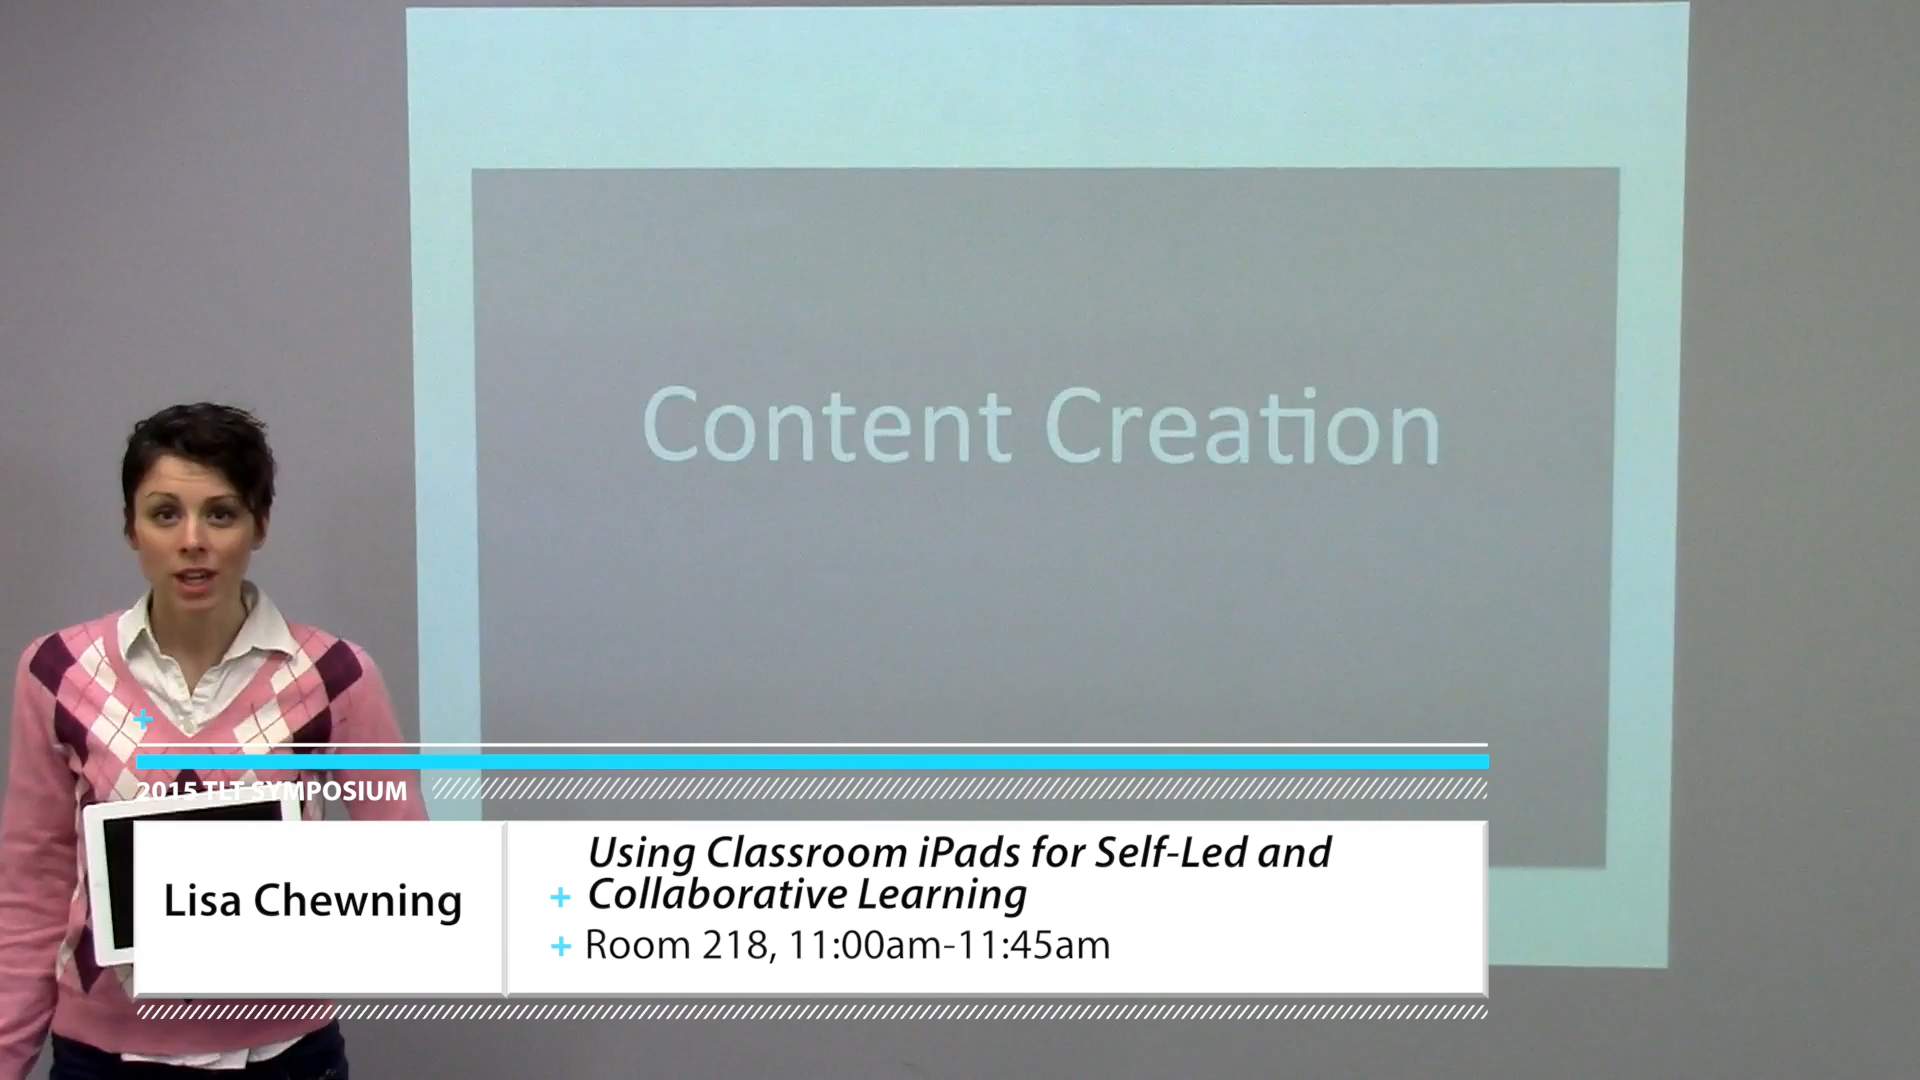 Content Creation
2015 TLT SYMPOSIUM
Lisa Chewning
Using Classroom iPads for Self-Led and
+ Collaborative Learning
+ Room 218, 11:00am-11:45am